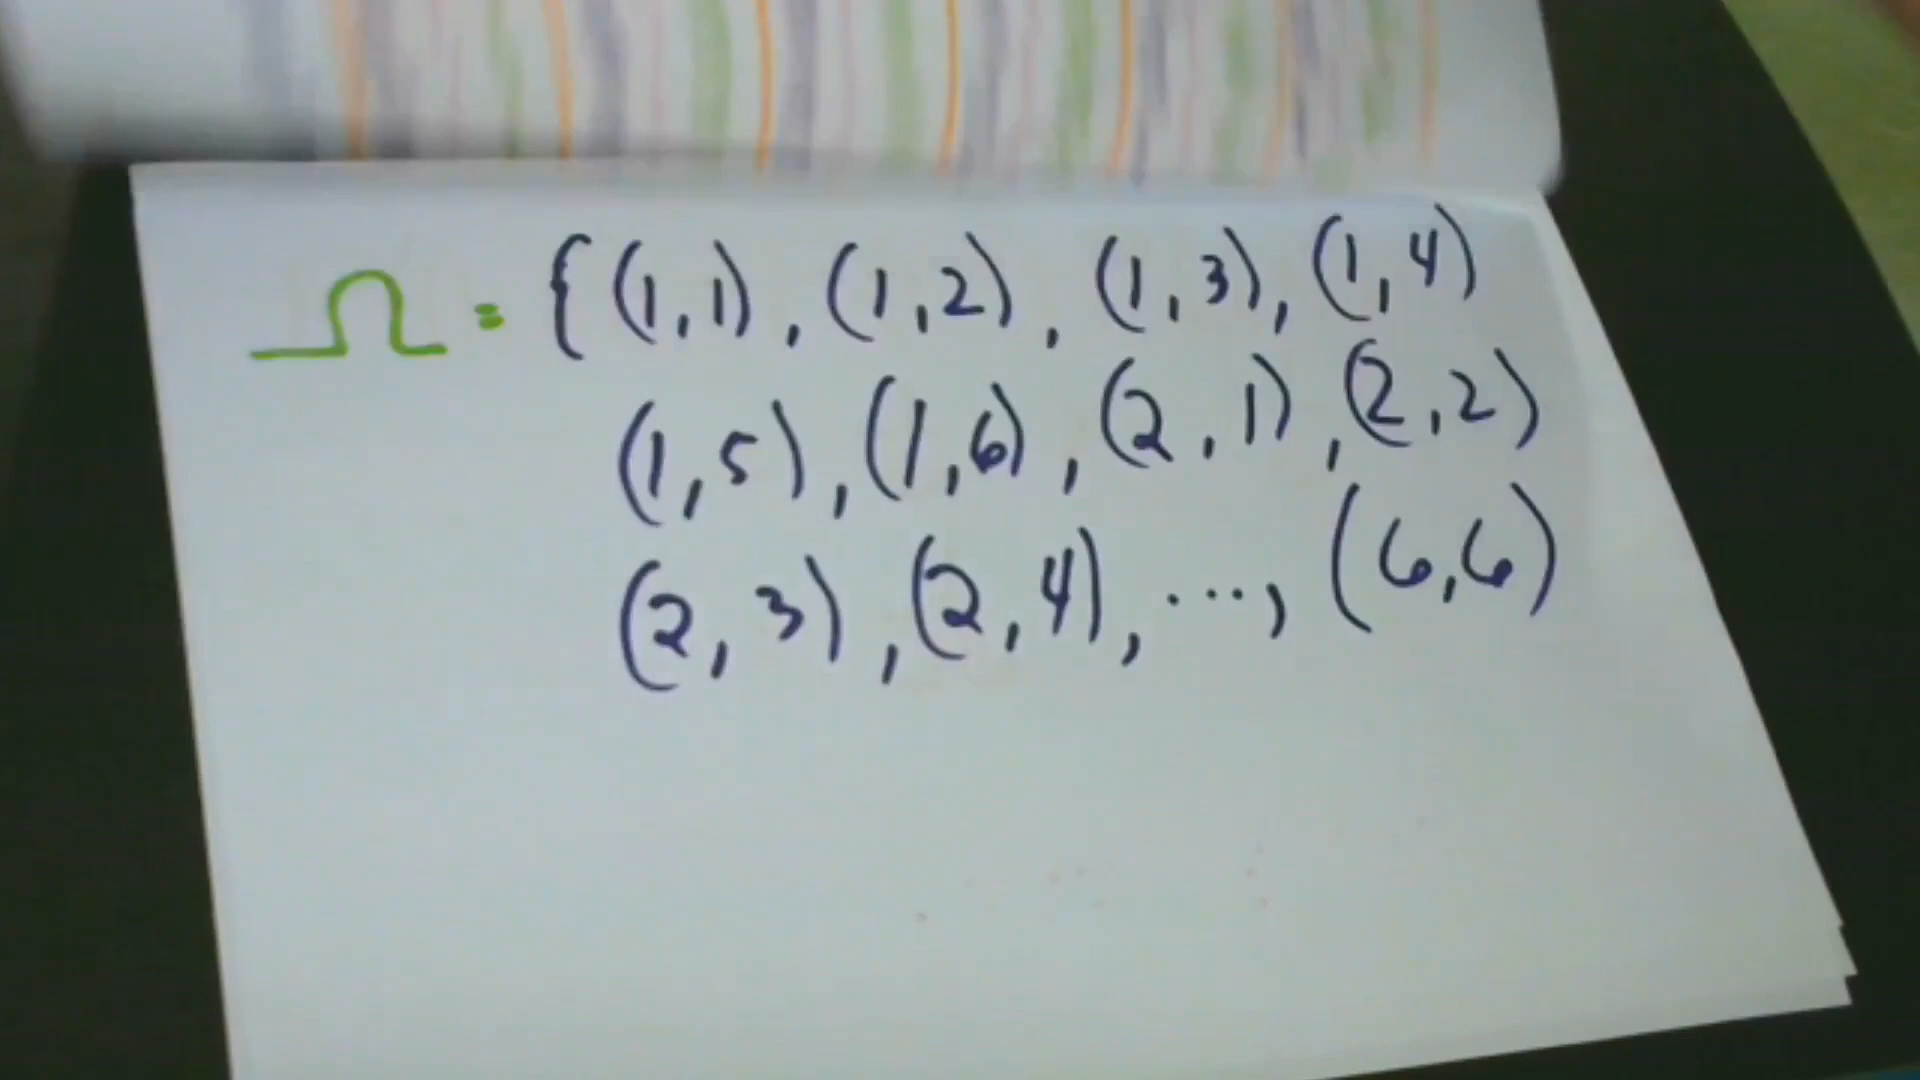 Ω = {(1,1), (1,2), (1,3), (1,4)
(1,5), (1,6), (2,1), (2,2)
(2,3), (2,4), ..., (6,6)